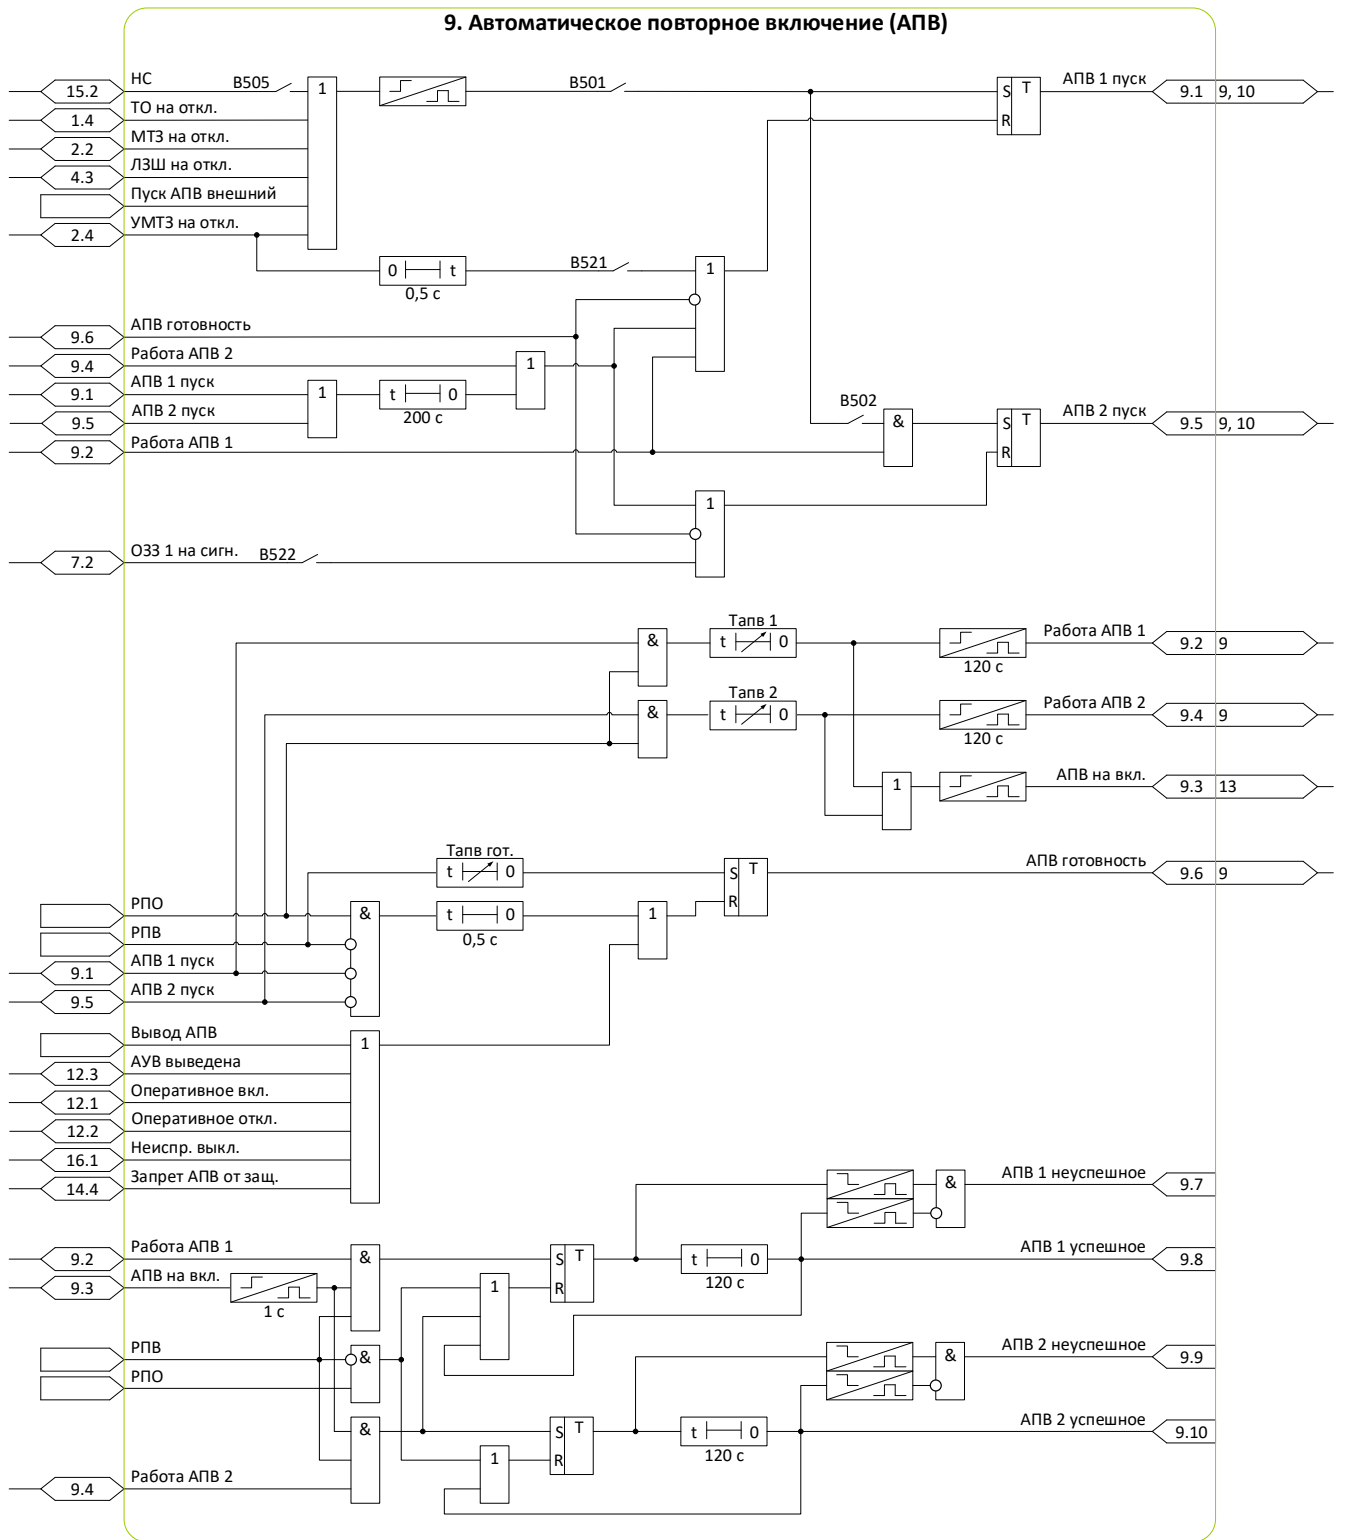 9. Автоматическое повторное включение (АПВ)
15.2 НС В505 1 В501 S T АПВ 1 пуск 9.1 9, 10
1.4 ТО на откл. R
2.2 МТЗ на откл.
4.3 ЛЗШ на откл.
Пуск АПВ внешний
2.4 УМТЗ на откл.
0 t В521 1
0,5 с
9.6 АПВ готовность
9.4 Работа АПВ 2 1
9.1 АПВ 1 пуск 1 t 0
200 с
9.5 АПВ 2 пуск В502 & S T АПВ 2 пуск 9.5 9, 10
9.2 Работа АПВ 1 R
1
7.2 ОЗЗ 1 на сигн. В522
Тапв 1
& t 0 Работа АПВ 1 9.2 9
120 с
Тапв 2
& t 0 Работа АПВ 2 9.4 9
120 с
1 АПВ на вкл. 9.3 13
Тапв гот.
t 0 S T АПВ готовность 9.6 9
R
РПО & t 0 1
0,5 с
РПВ
9.1 АПВ 1 пуск
9.5 АПВ 2 пуск
Вывод АПВ 1
12.3 АУВ выведена
12.1 Оперативное вкл.
12.2 Оперативное откл.
16.1 Неиспр. выкл.
14.4 Запрет АПВ от защ.
& АПВ 1 неуспешное 9.7
9.2 Работа АПВ 1 & S T t 0 АПВ 1 успешное 9.8
120 с
9.3 АПВ на вкл. 1 R
1 с
РПВ & & АПВ 2 неуспешное 9.9
РПО
& S T t 0 АПВ 2 успешное 9.10
120 с
1 R
9.4 Работа АПВ 2